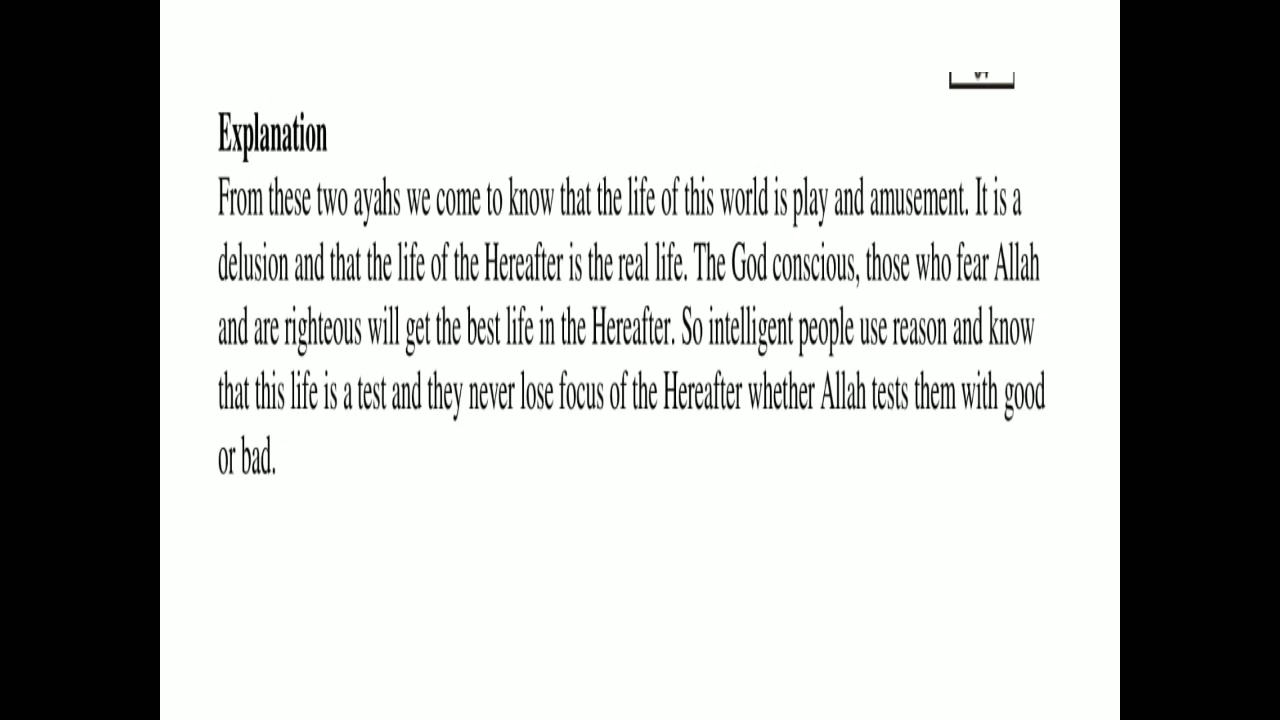 Explanation
From these two ayahs we come to know that the life of this world is play and amusement. It is a
delusion and that the life of the Hereafter is the real life. The God conscious, those who fear Allah
and are righteous will get the best life in the Hereafter. So intelligent people use reason and know
that this life is a test and they never lose focus of the Hereafter whether Allah tests them with good
or bad.